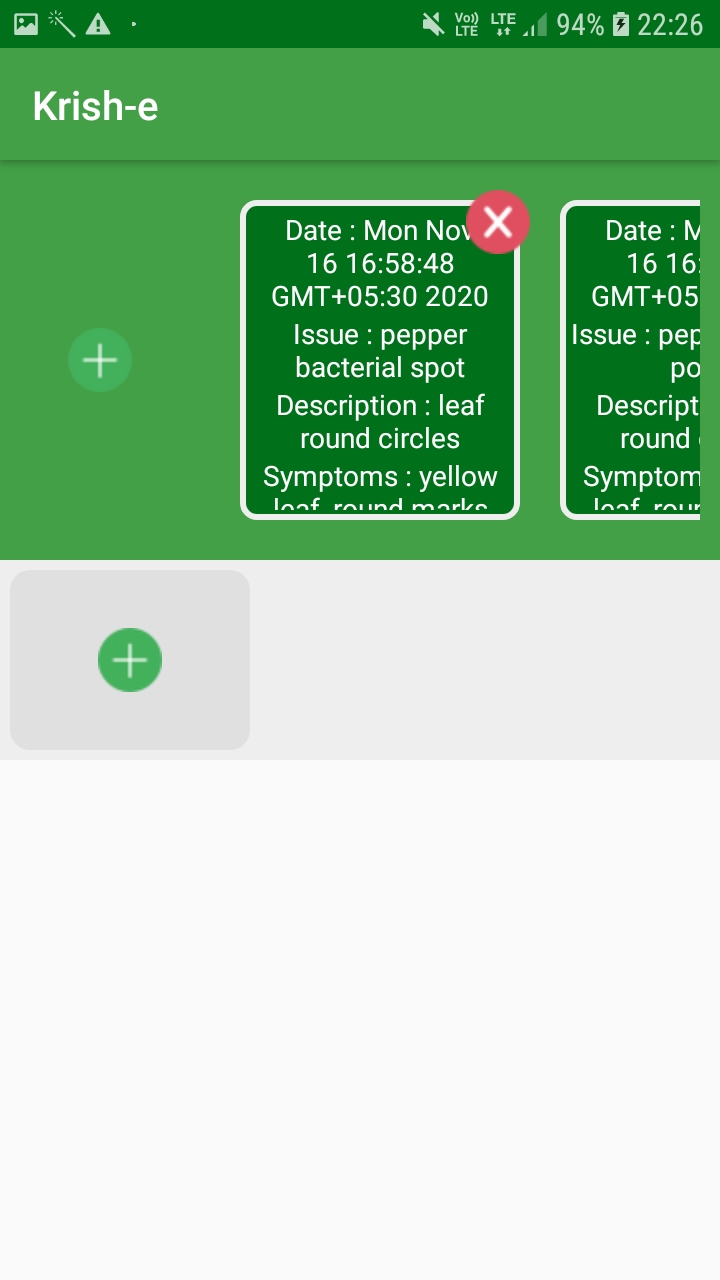 Vo)) LTE LTE 94% 22:26
Krish-e
Date : Mon Nov
16 16:58:48
GMT+05:30 2020
Issue : pepper
bacterial spot
Description : leaf
round circles
Symptoms : yellow
leaf, round marks
Date : M
16 16:
GMT+05
Issue : pep
po
Descript
round
Symptom
leaf, roun